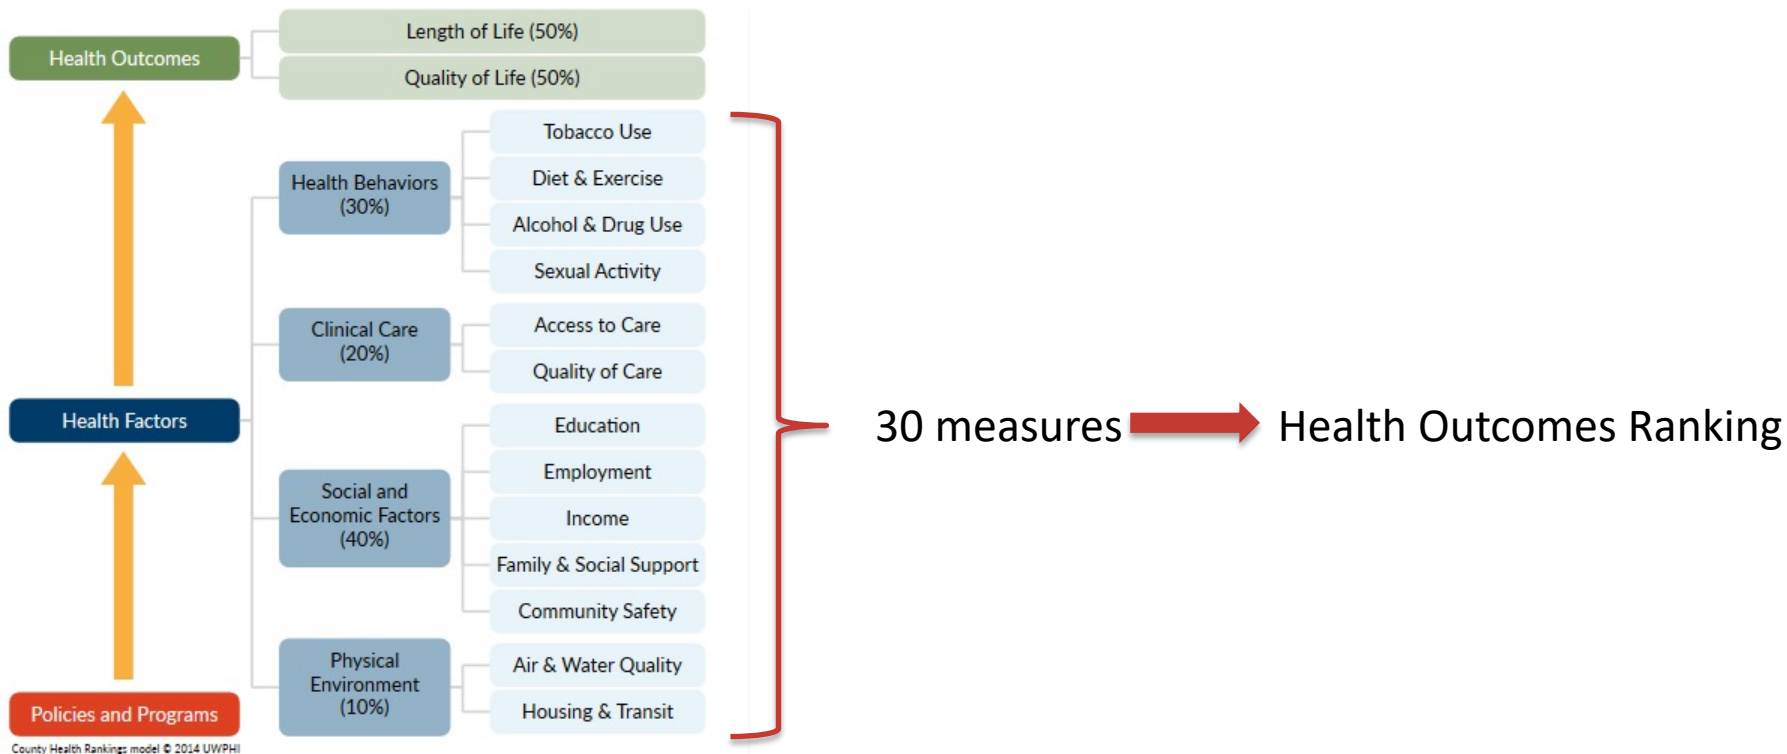 Health Outcomes
Length of Life (50%)
Quality of Life (50%)
Health Factors
Health Behaviors
(30%)
Tobacco Use
Diet & Exercise
Alcohol & Drug Use
Sexual Activity
Clinical Care
(20%)
Access to Care
Quality of Care
Social and
Economic Factors
(40%)
Education
Employment
Income
Family & Social Support
Community Safety
Physical
Environment
(10%)
Air & Water Quality
Housing & Transit
Policies and Programs
County Health Rankings model © 2014 UWPHI
30 measures
Health Outcomes Ranking